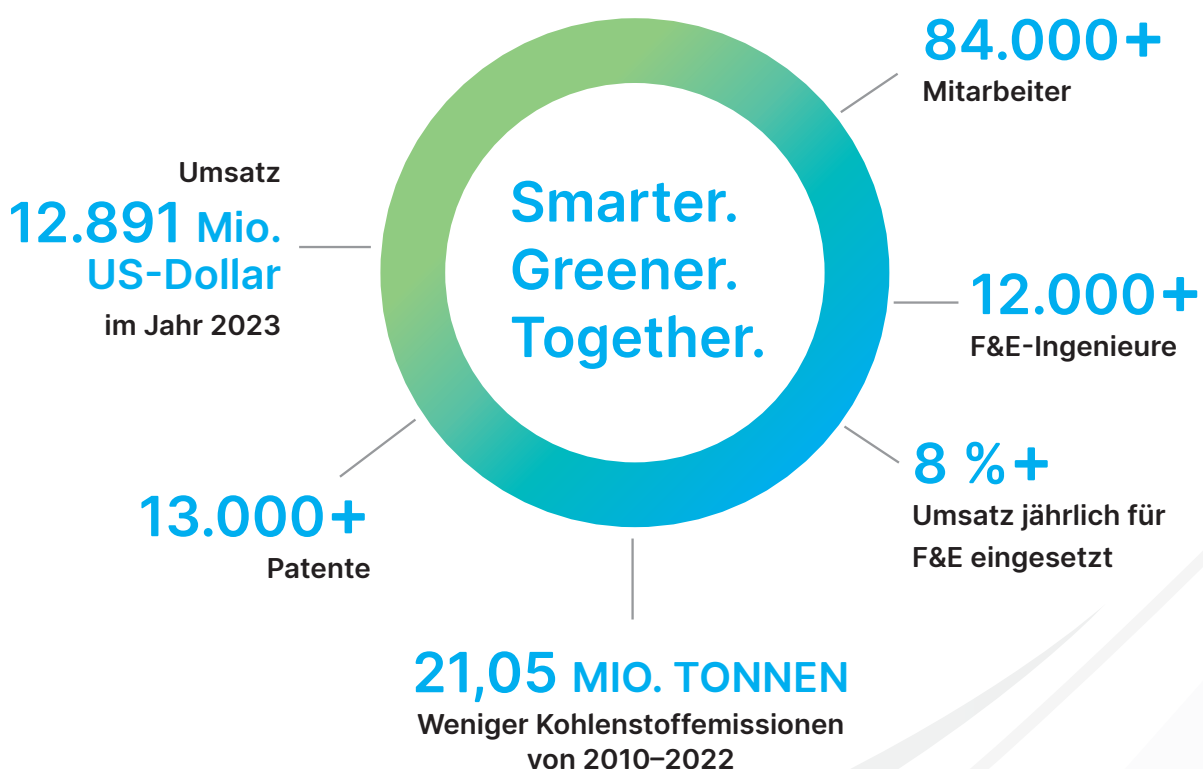 84.000+
Mitarbeiter
Umsatz
12.891 Mio.
US-Dollar
im Jahr 2023
Smarter.
Greener.
Together.
12.000+
F&E-Ingenieure
8 %+
Umsatz jährlich für
F&E eingesetzt
13.000+
Patente
21,05 MIO. TONNEN
Weniger Kohlenstoffemissionen
von 2010–2022